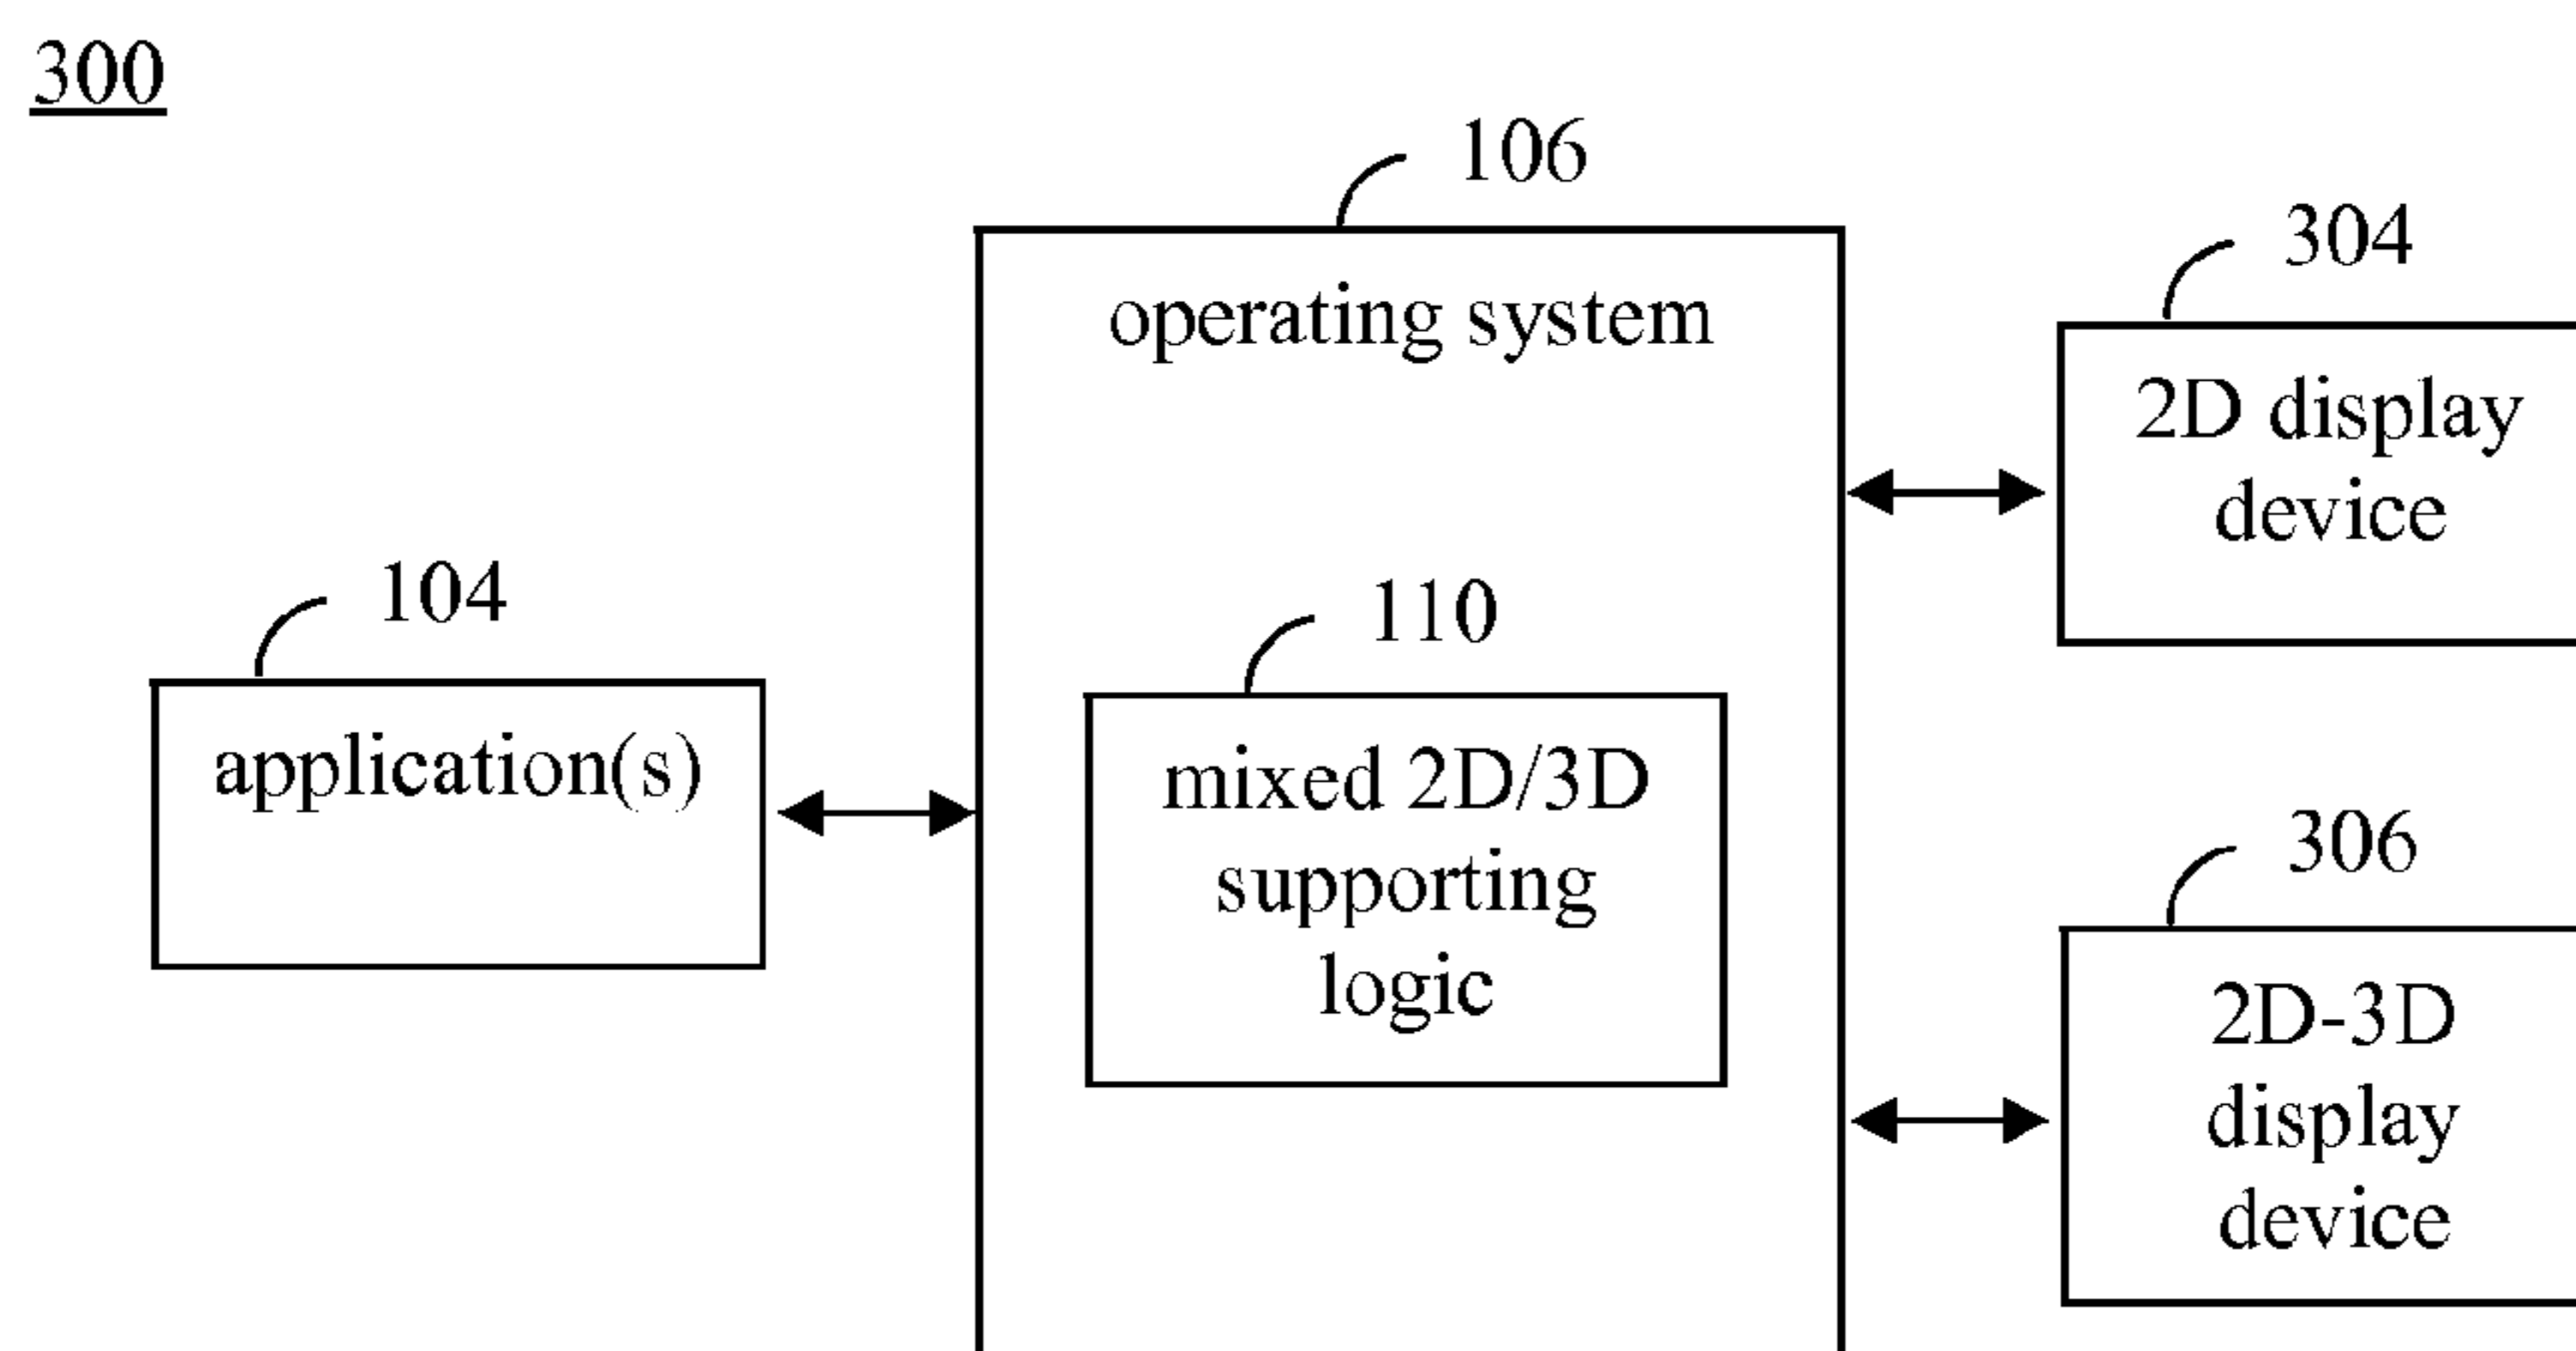 300
106
operating system
304
2D display
device
104
application(s)
110
mixed 2D/3D
supporting
logic
306
2D-3D
display
device